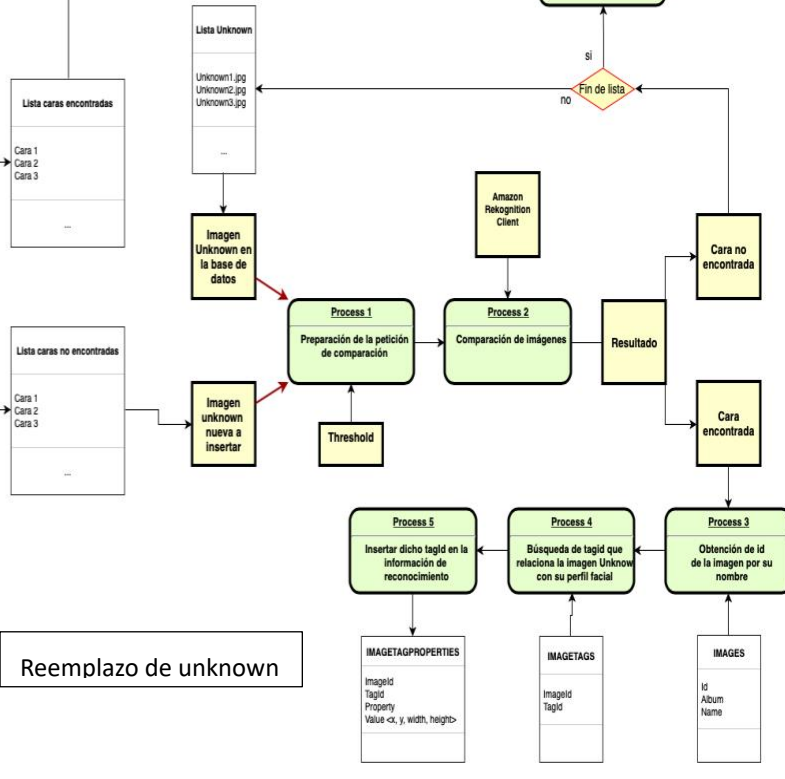 Lista Unknown
Unknown1.jpg
Unknown2.jpg
Unknown3.jpg
...
si
Fin de lista
no
Lista caras encontradas
Cara 1
Cara 2
Cara 3
...
Amazon
Rekognition
Client
Imagen
Unknown en
la base de
datos
Cara no
encontrada
Process 1
Preparación de la petición
de comparación
Process 2
Comparación de imágenes
Resultado
Lista caras no encontradas
Cara 1
Cara 2
Cara 3
...
Imagen
unknown
nueva a
insertar
Threshold
Cara
encontrada
Process 5
Insertar dicho tagId en la
información de
reconocimiento
Process 4
Búsqueda de tagid que
relaciona la imagen Unknow
con su perfil facial
Process 3
Obtención de id
de la imagen por su
nombre
Reemplazo de unknown
IMAGETAGPROPERTIES
ImageId
TagId
Property
Value <x, y, width, height>
IMAGETAGS
ImageId
TagId
IMAGES
Id
Album
Name